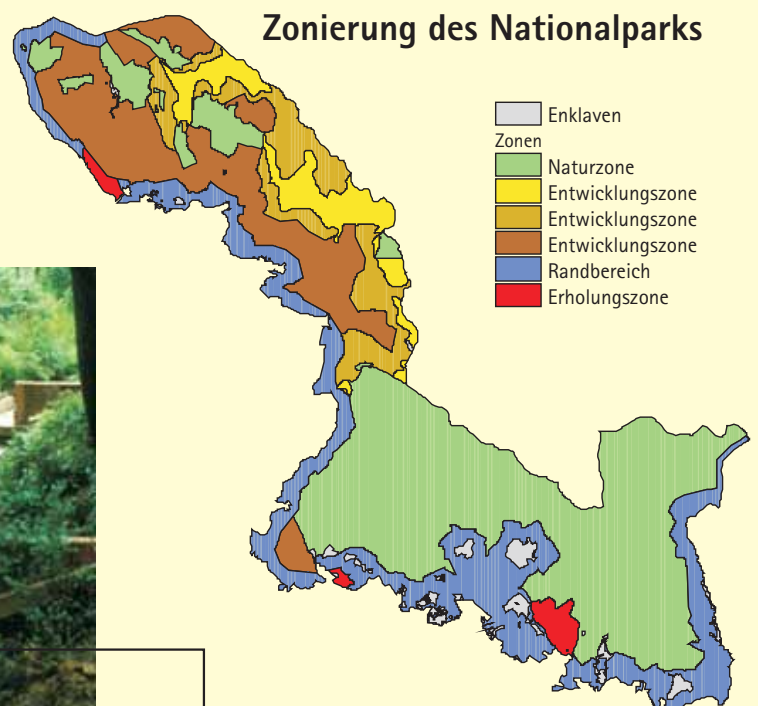 Zonierung des Nationalparks
Enklaven
Zonen
Naturzone
Entwicklungszone
Entwicklungszone
Entwicklungszone
Randbereich
Erholungszone